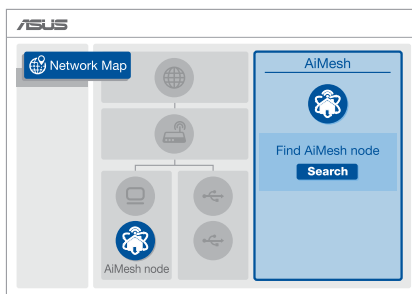 ASUS
Network Map
AiMesh
Find AiMesh node
Search
AiMesh node